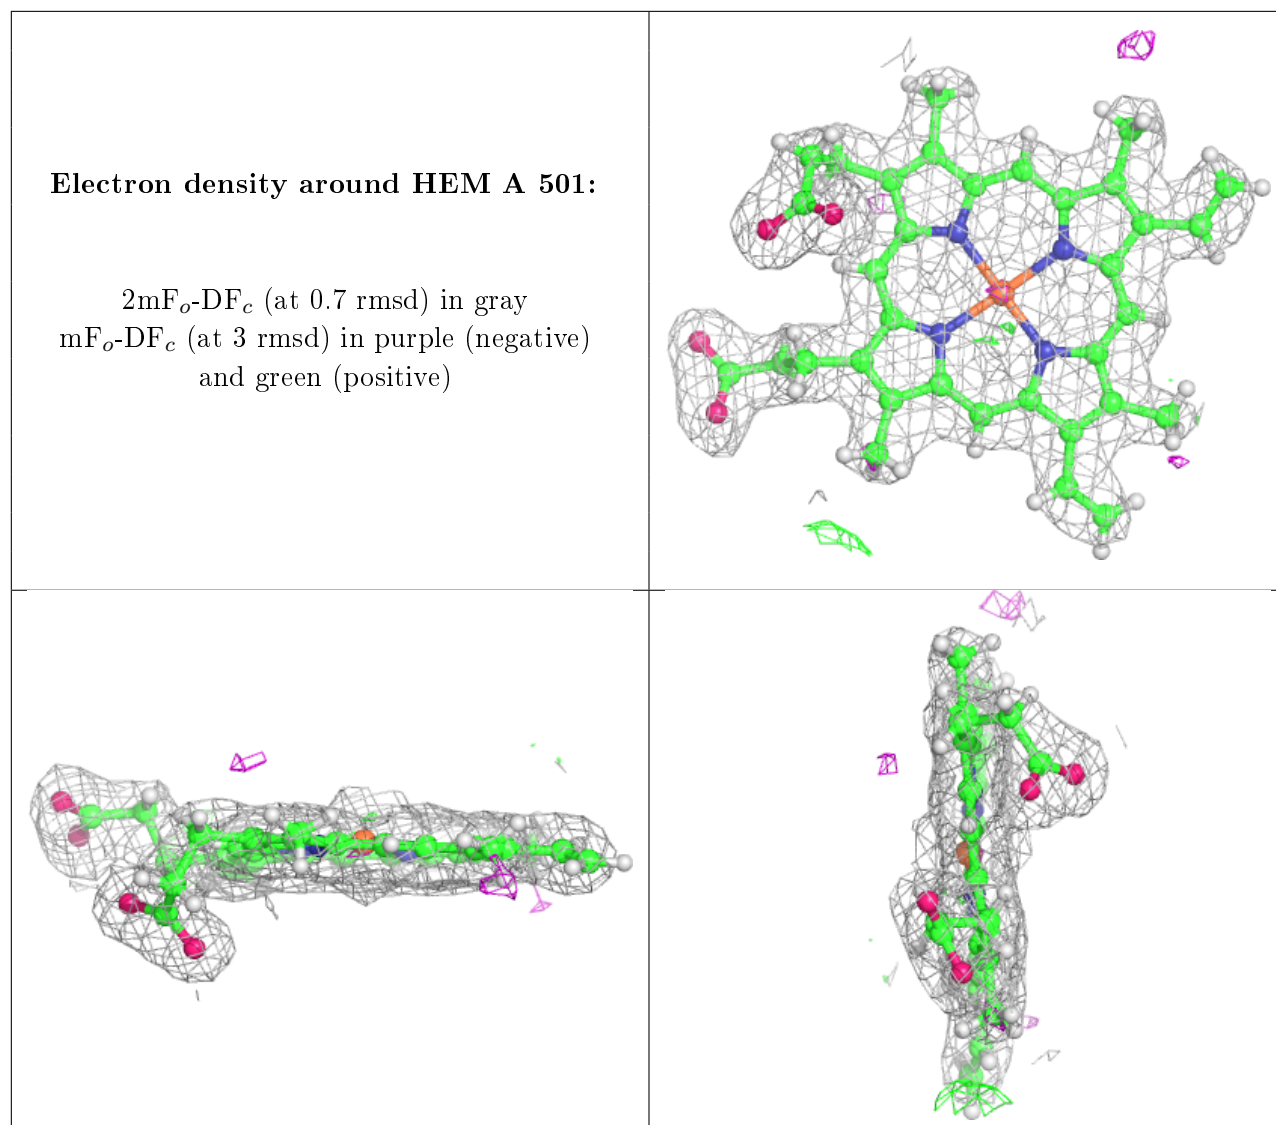 Electron density around HEM A 501:
2mFₒ-DF𝒸 (at 0.7 rmsd) in gray
mFₒ-DF𝒸 (at 3 rmsd) in purple (negative)
and green (positive)